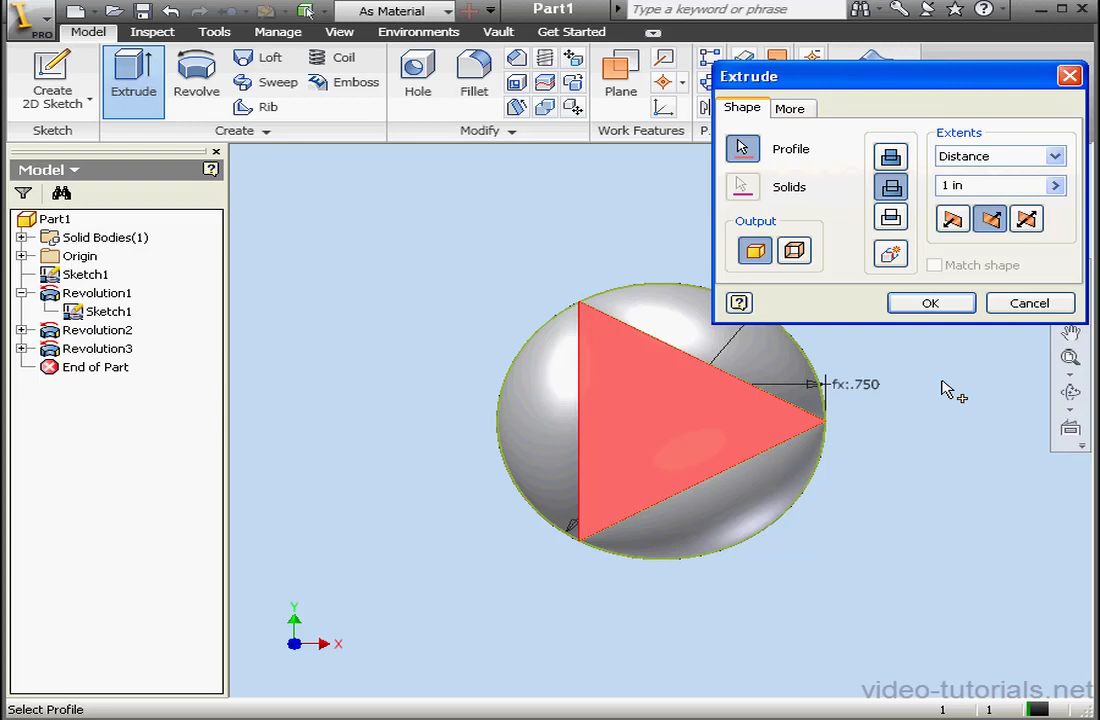 As Material
Part1
Type a keyword or phrase
PRO
Model
Inspect
Tools
Manage
View
Environments
Vault
Get Started
Create
2D Sketch
Extrude
Revolve
Loft
Sweep
Rib
Coil
Emboss
Hole
Fillet
Plane
Sketch
Create
Modify
Work Features
P..
Extrude
Shape
More
Profile
Solids
Output
Extents
Distance
1 in
Match shape
OK
Cancel
Model
Part1
Solid Bodies(1)
Origin
Sketch1
Revolution1
Sketch1
Revolution2
Revolution3
End of Part
fx:.750
Y
X
video-tutorials.net
Select Profile
1
1